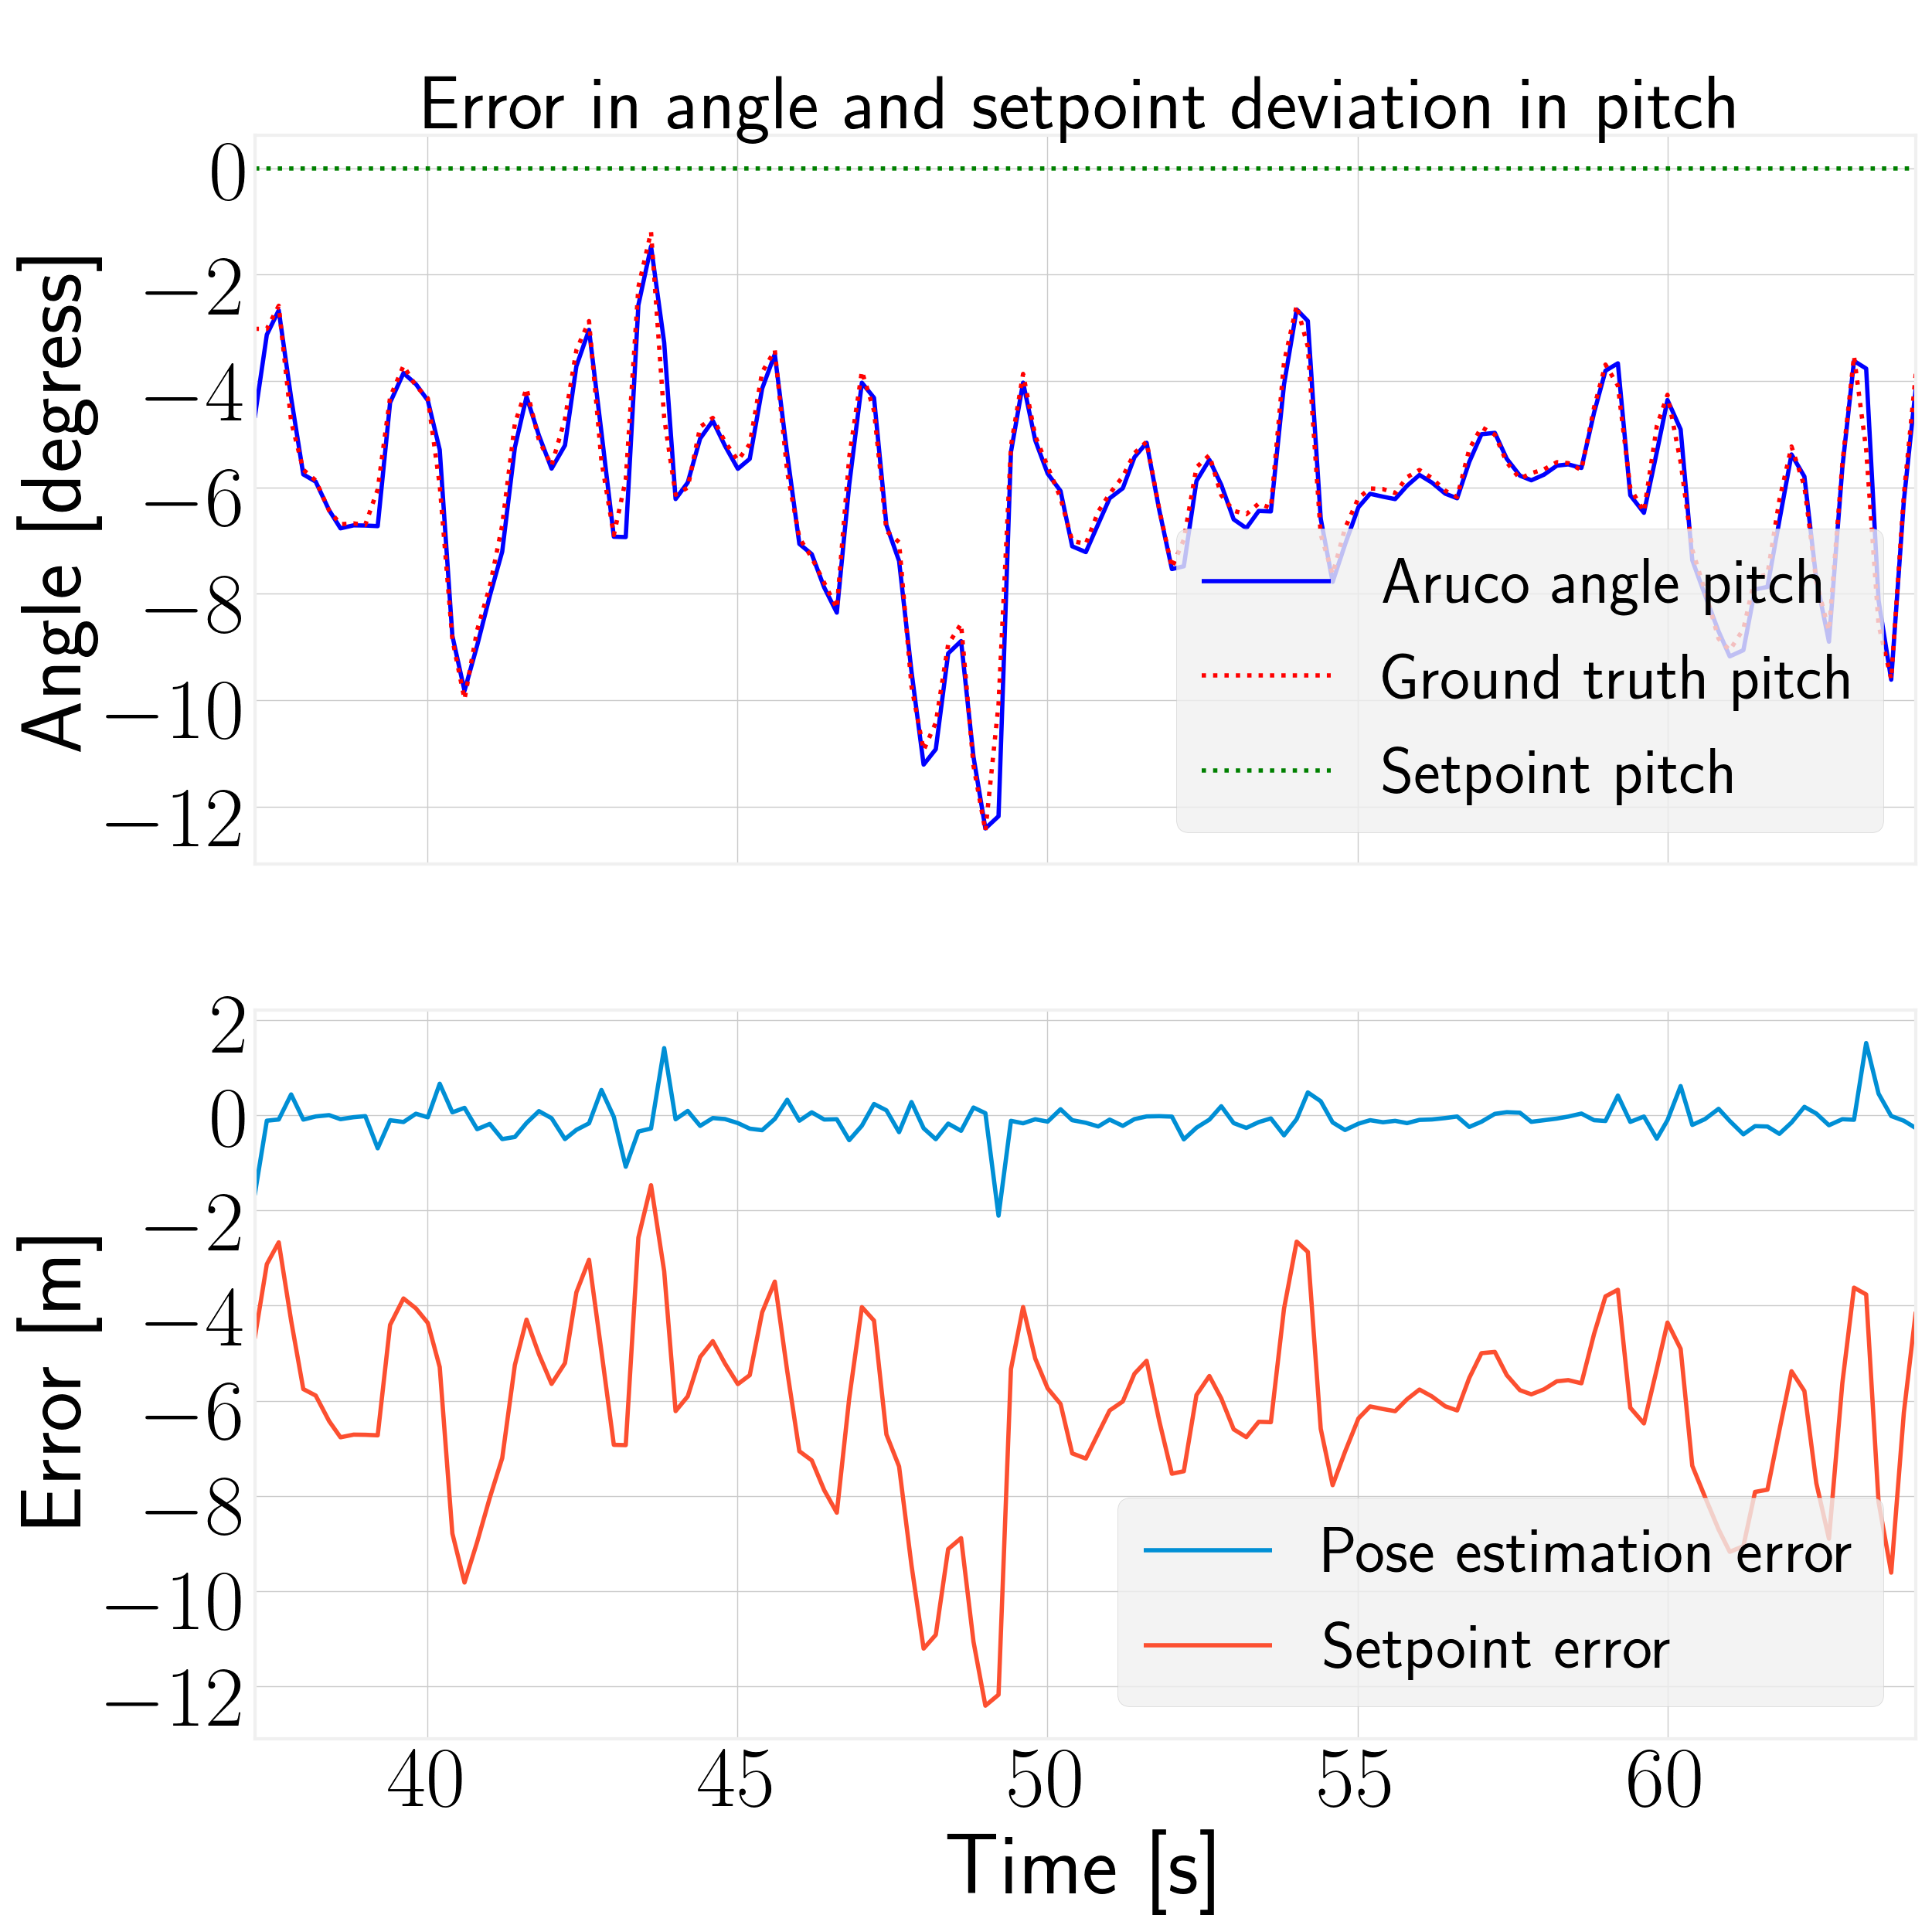 Error in angle and setpoint deviation in pitch
Angle [degress]
0
−2
−4
−6
−8
−10
−12
Aruco angle pitch
Ground truth pitch
Setpoint pitch
Error [m]
2
0
−2
−4
−6
−8
−10
−12
Pose estimation error
Setpoint error
40 45 50 55 60
Time [s]